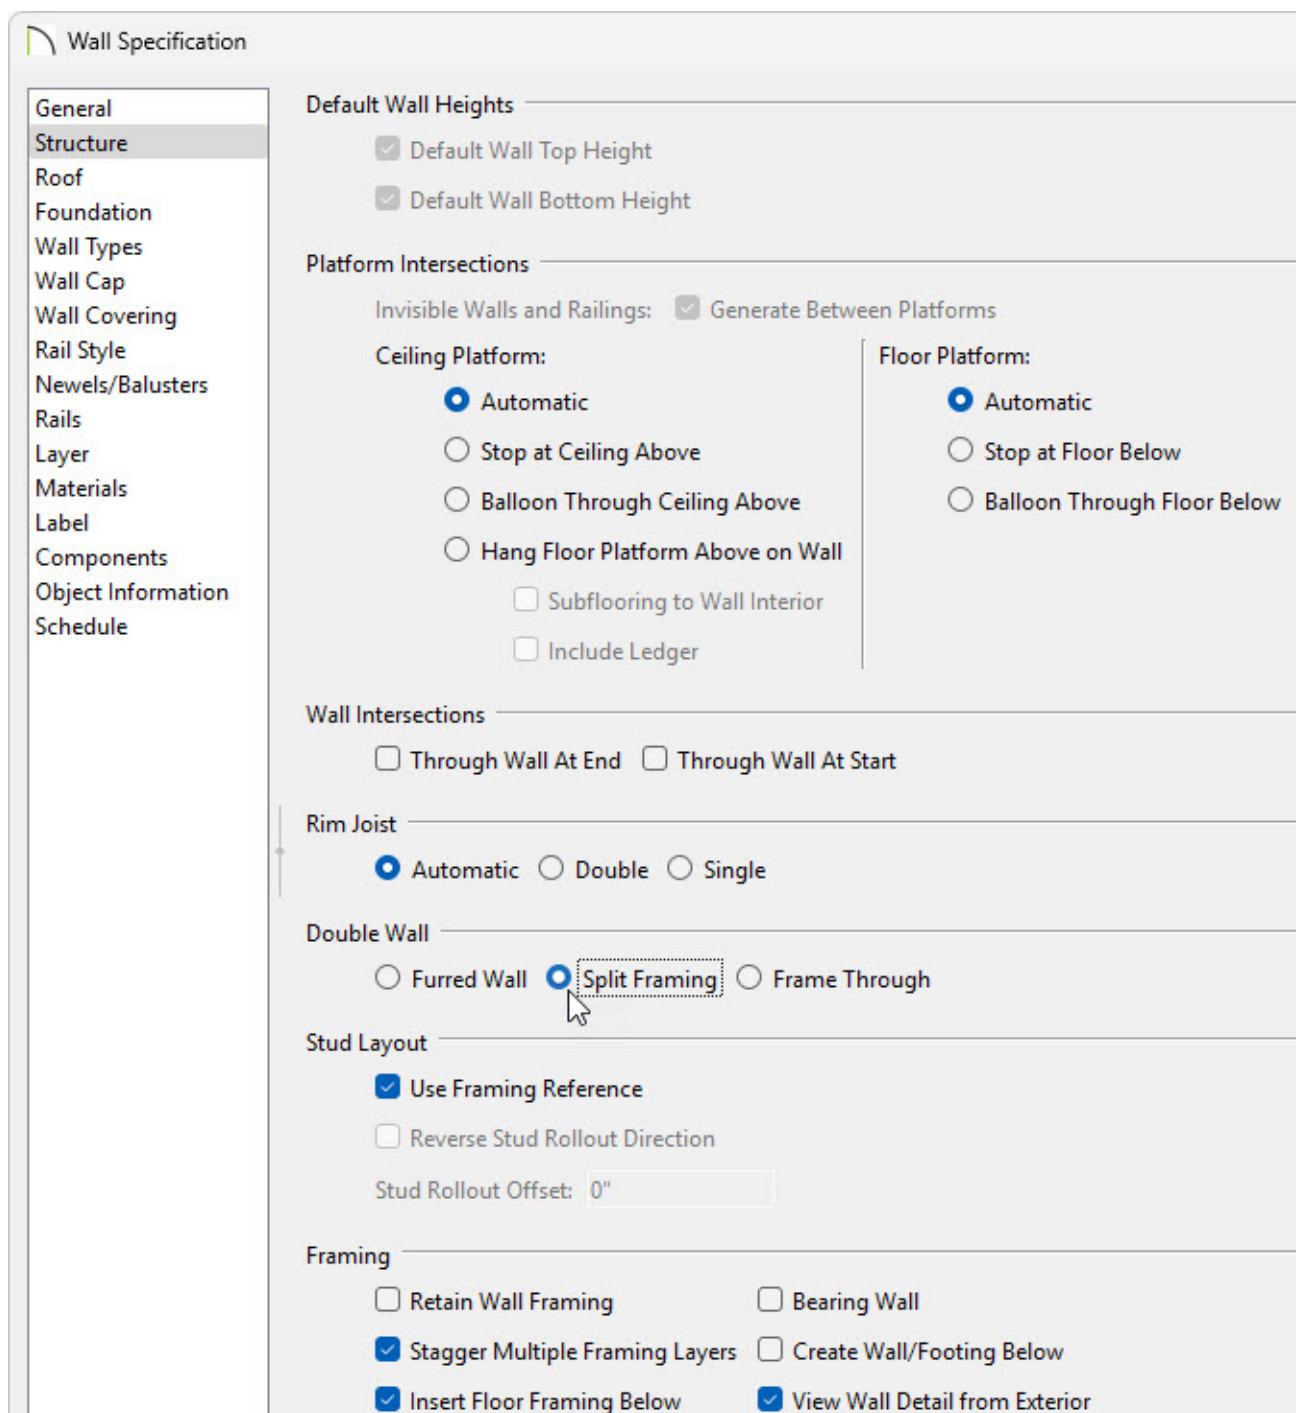 Wall Specification
General
Structure
Roof
Foundation
Wall Types
Wall Cap
Wall Covering
Rail Style
Newels/Balusters
Rails
Layer
Materials
Label
Components
Object Information
Schedule
Default Wall Heights
Default Wall Top Height
Default Wall Bottom Height
Platform Intersections
Invisible Walls and Railings: Generate Between Platforms
Ceiling Platform: Floor Platform:
Automatic Automatic
Stop at Ceiling Above Stop at Floor Below
Balloon Through Ceiling Above Balloon Through Floor Below
Hang Floor Platform Above on Wall
Subflooring to Wall Interior
Include Ledger
Wall Intersections
Through Wall At End Through Wall At Start
Rim Joist
Automatic Double Single
Double Wall
Furred Wall Split Framing Frame Through
Stud Layout
Use Framing Reference
Reverse Stud Rollout Direction
Stud Rollout Offset: 0"
Framing
Retain Wall Framing Bearing Wall
Stagger Multiple Framing Layers Create Wall/Footing Below
Insert Floor Framing Below View Wall Detail from Exterior